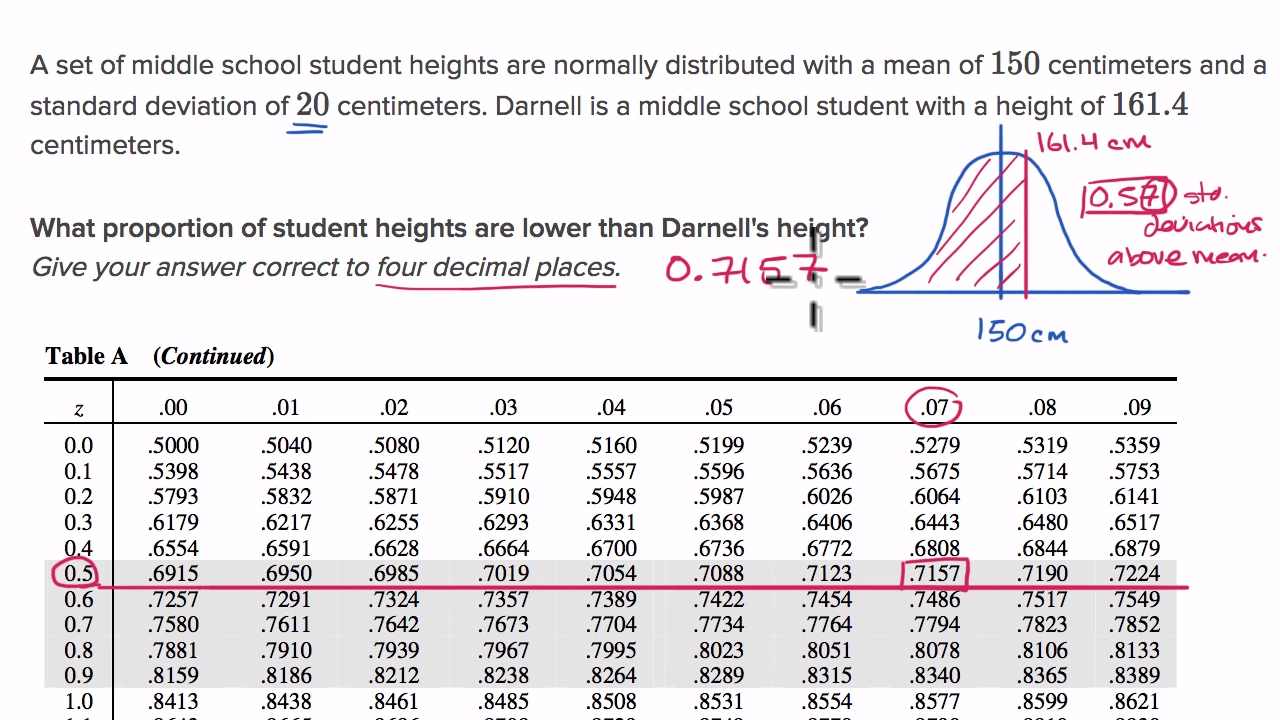 A set of middle school student heights are normally distributed with a mean of 150 centimeters and a
standard deviation of 20 centimeters. Darnell is a middle school student with a height of 161.4
centimeters.
161.4 cm
0.57 std.
deviations
above mean.
What proportion of student heights are lower than Darnell's height?
Give your answer correct to four decimal places. 0.7157
150 cm
Table A (Continued)
z .00 .01 .02 .03 .04 .05 .06 .07 .08 .09
0.0 .5000 .5040 .5080 .5120 .5160 .5199 .5239 .5279 .5319 .5359
0.1 .5398 .5438 .5478 .5517 .5557 .5596 .5636 .5675 .5714 .5753
0.2 .5793 .5832 .5871 .5910 .5948 .5987 .6026 .6064 .6103 .6141
0.3 .6179 .6217 .6255 .6293 .6331 .6368 .6406 .6443 .6480 .6517
0.4 .6554 .6591 .6628 .6664 .6700 .6736 .6772 .6808 .6844 .6879
0.5 .6915 .6950 .6985 .7019 .7054 .7088 .7123 .7157 .7190 .7224
0.6 .7257 .7291 .7324 .7357 .7389 .7422 .7454 .7486 .7517 .7549
0.7 .7580 .7611 .7642 .7673 .7704 .7734 .7764 .7794 .7823 .7852
0.8 .7881 .7910 .7939 .7967 .7995 .8023 .8051 .8078 .8106 .8133
0.9 .8159 .8186 .8212 .8238 .8264 .8289 .8315 .8340 .8365 .8389
1.0 .8413 .8438 .8461 .8485 .8508 .8531 .8554 .8577 .8599 .8621